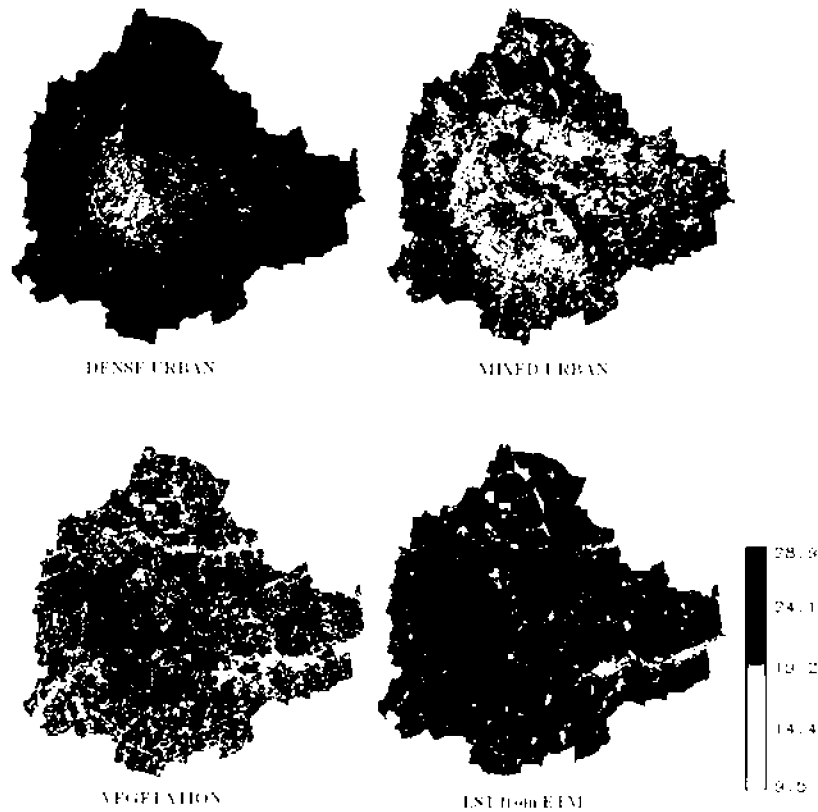 DENSE URBAN
MIXED URBAN
VEGETATION
LST from ETM
28.9
24.1
19.2
14.4
9.5